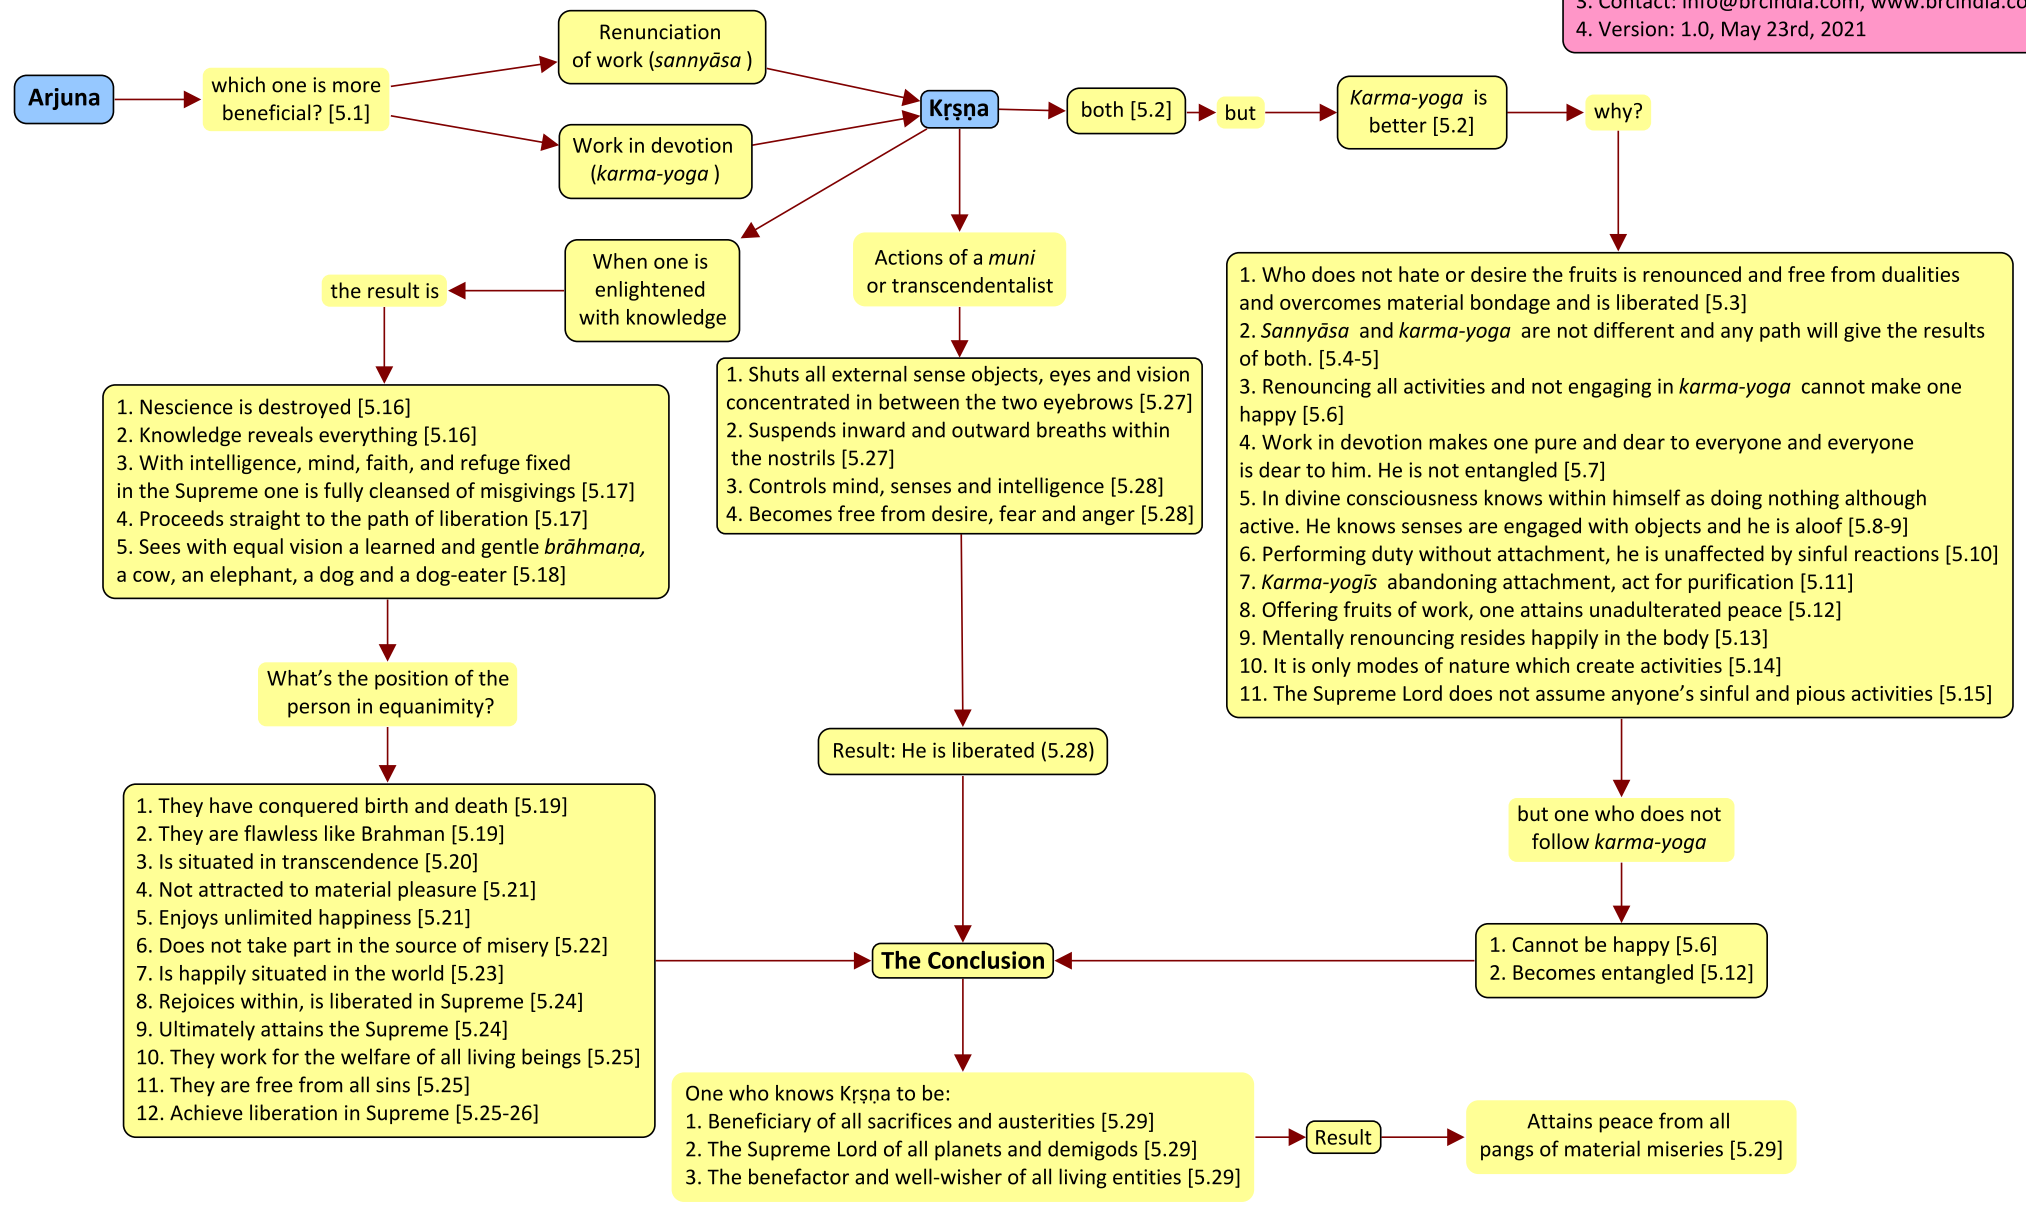 3. Contact: info@brcindia.com, www.brcindia.co
4. Version: 1.0, May 23rd, 2021
Arjuna
which one is more
beneficial? [5.1]
Renunciation
of work (sannyāsa )
Work in devotion
(karma-yoga )
Kṛṣṇa
both [5.2]
but
Karma-yoga is
better [5.2]
why?
When one is
enlightened
with knowledge
the result is
Actions of a muni
or transcendentalist
1. Nescience is destroyed [5.16]
2. Knowledge reveals everything [5.16]
3. With intelligence, mind, faith, and refuge fixed
in the Supreme one is fully cleansed of misgivings [5.17]
4. Proceeds straight to the path of liberation [5.17]
5. Sees with equal vision a learned and gentle brāhmaṇa,
a cow, an elephant, a dog and a dog-eater [5.18]
1. Shuts all external sense objects, eyes and vision
concentrated in between the two eyebrows [5.27]
2. Suspends inward and outward breaths within
the nostrils [5.27]
3. Controls mind, senses and intelligence [5.28]
4. Becomes free from desire, fear and anger [5.28]
1. Who does not hate or desire the fruits is renounced and free from dualities
and overcomes material bondage and is liberated [5.3]
2. Sannyāsa and karma-yoga are not different and any path will give the results
of both. [5.4-5]
3. Renouncing all activities and not engaging in karma-yoga cannot make one
happy [5.6]
4. Work in devotion makes one pure and dear to everyone and everyone
is dear to him. He is not entangled [5.7]
5. In divine consciousness knows within himself as doing nothing although
active. He knows senses are engaged with objects and he is aloof [5.8-9]
6. Performing duty without attachment, he is unaffected by sinful reactions [5.10]
7. Karma-yogīs abandoning attachment, act for purification [5.11]
8. Offering fruits of work, one attains unadulterated peace [5.12]
9. Mentally renouncing resides happily in the body [5.13]
10. It is only modes of nature which create activities [5.14]
11. The Supreme Lord does not assume anyone’s sinful and pious activities [5.15]
What’s the position of the
person in equanimity?
Result: He is liberated (5.28)
but one who does not
follow karma-yoga
1. They have conquered birth and death [5.19]
2. They are flawless like Brahman [5.19]
3. Is situated in transcendence [5.20]
4. Not attracted to material pleasure [5.21]
5. Enjoys unlimited happiness [5.21]
6. Does not take part in the source of misery [5.22]
7. Is happily situated in the world [5.23]
8. Rejoices within, is liberated in Supreme [5.24]
9. Ultimately attains the Supreme [5.24]
10. They work for the welfare of all living beings [5.25]
11. They are free from all sins [5.25]
12. Achieve liberation in Supreme [5.25-26]
The Conclusion
1. Cannot be happy [5.6]
2. Becomes entangled [5.12]
One who knows Kṛṣṇa to be:
1. Beneficiary of all sacrifices and austerities [5.29]
2. The Supreme Lord of all planets and demigods [5.29]
3. The benefactor and well-wisher of all living entities [5.29]
Result
Attains peace from all
pangs of material miseries [5.29]